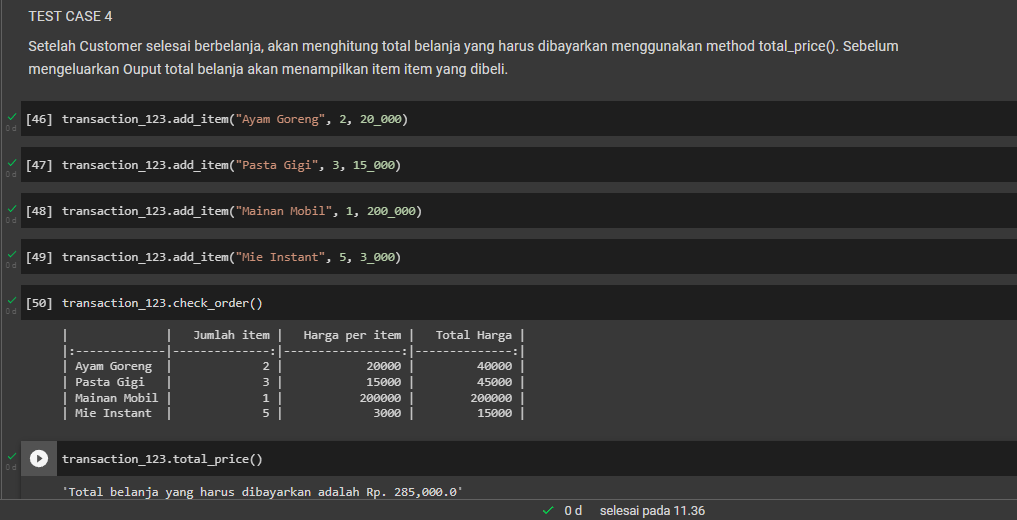 TEST CASE 4
Setelah Customer selesai berbelanja, akan menghitung total belanja yang harus dibayarkan menggunakan method total_price(). Sebelum
mengeluarkan Ouput total belanja akan menampilkan item item yang dibeli.
[46] transaction_123.add_item("Ayam Goreng", 2, 20_000)
0 d
[47] transaction_123.add_item("Pasta Gigi", 3, 15_000)
0 d
[48] transaction_123.add_item("Mainan Mobil", 1, 200_000)
0 d
[49] transaction_123.add_item("Mie Instant", 5, 3_000)
0 d
[50] transaction_123.check_order()
0 d
|              |   Jumlah item |   Harga per item |   Total Harga |
|:-------------|--------------:|-----------------:|--------------:|
| Ayam Goreng  |             2 |            20000 |         40000 |
| Pasta Gigi   |             3 |            15000 |         45000 |
| Mainan Mobil |             1 |           200000 |        200000 |
| Mie Instant  |             5 |             3000 |         15000 |
transaction_123.total_price()
0 d
'Total belanja yang harus dibayarkan adalah Rp. 285,000.0'
0 d selesai pada 11.36